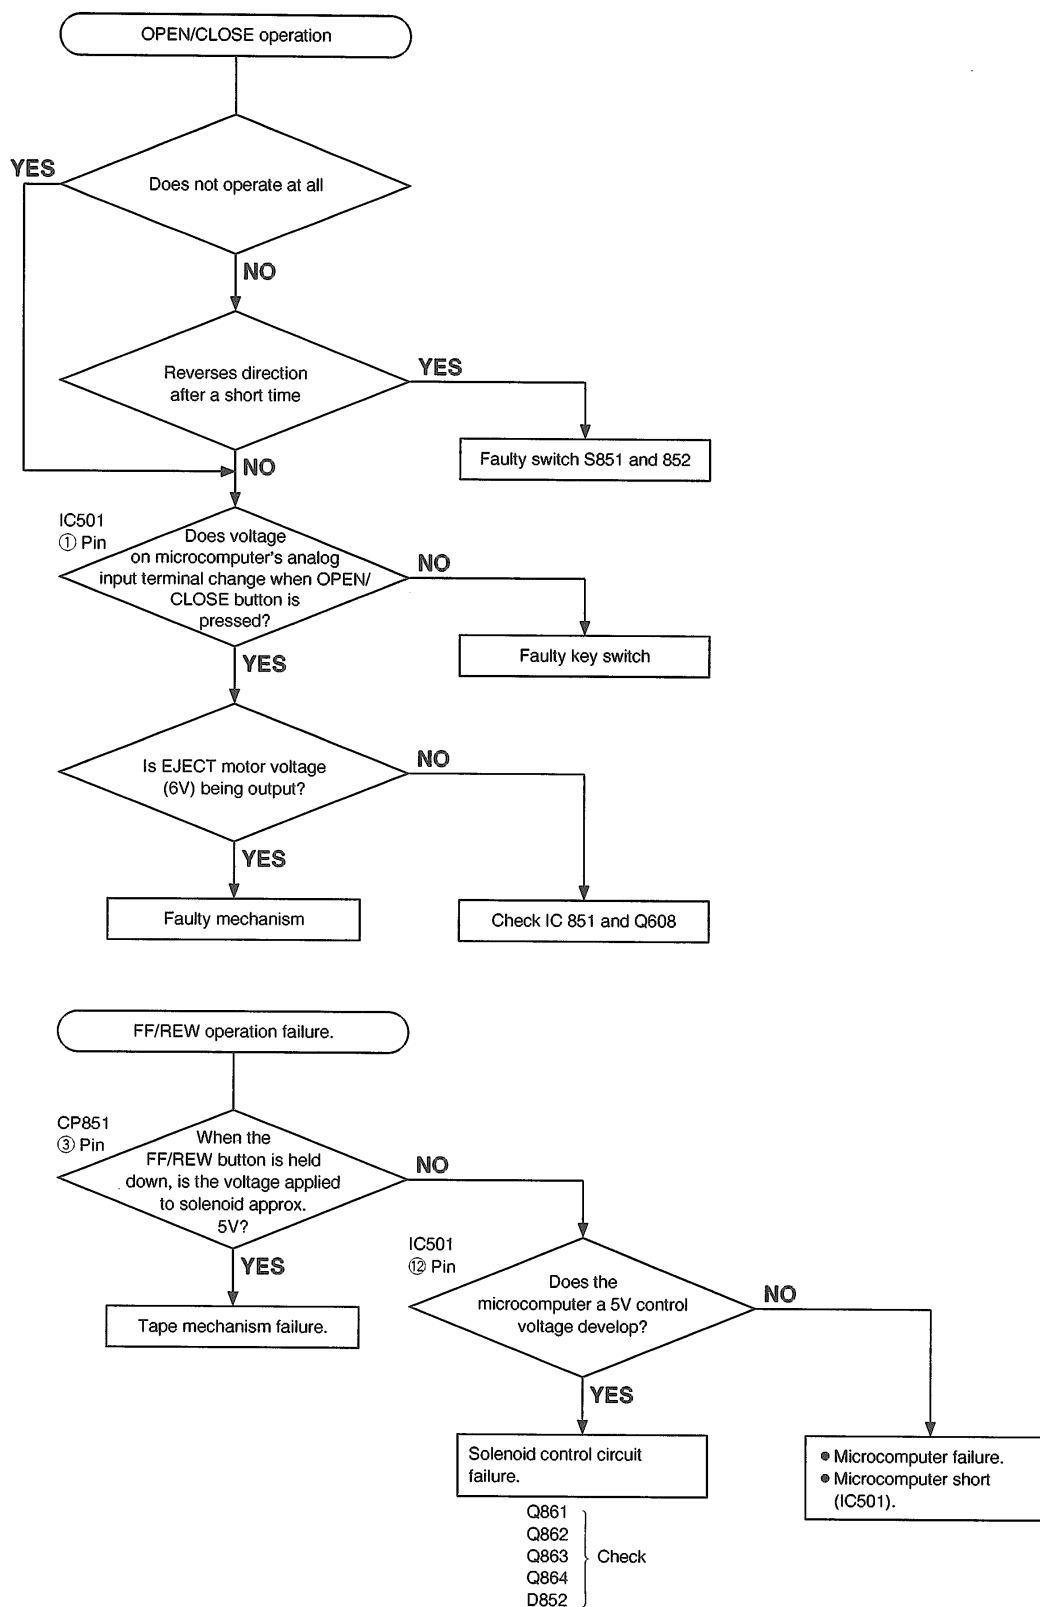 OPEN/CLOSE operation
YES
Does not operate at all
NO
Reverses direction
after a short time
YES
Faulty switch S851 and 852
NO
IC501
① Pin
Does voltage
on microcomputer's analog
input terminal change when OPEN/
CLOSE button is
pressed?
NO
Faulty key switch
YES
Is EJECT motor voltage
(6V) being output?
NO
YES
Faulty mechanism
Check IC 851 and Q608
FF/REW operation failure.
CP851
③ Pin
When the
FF/REW button is held
down, is the voltage applied
to solenoid approx.
5V?
NO
YES
Tape mechanism failure.
IC501
⑫ Pin
Does the
microcomputer a 5V control
voltage develop?
NO
YES
Solenoid control circuit
failure.
Q861
Q862
Q863
Q864
D852
Check
● Microcomputer failure.
● Microcomputer short
(IC501).